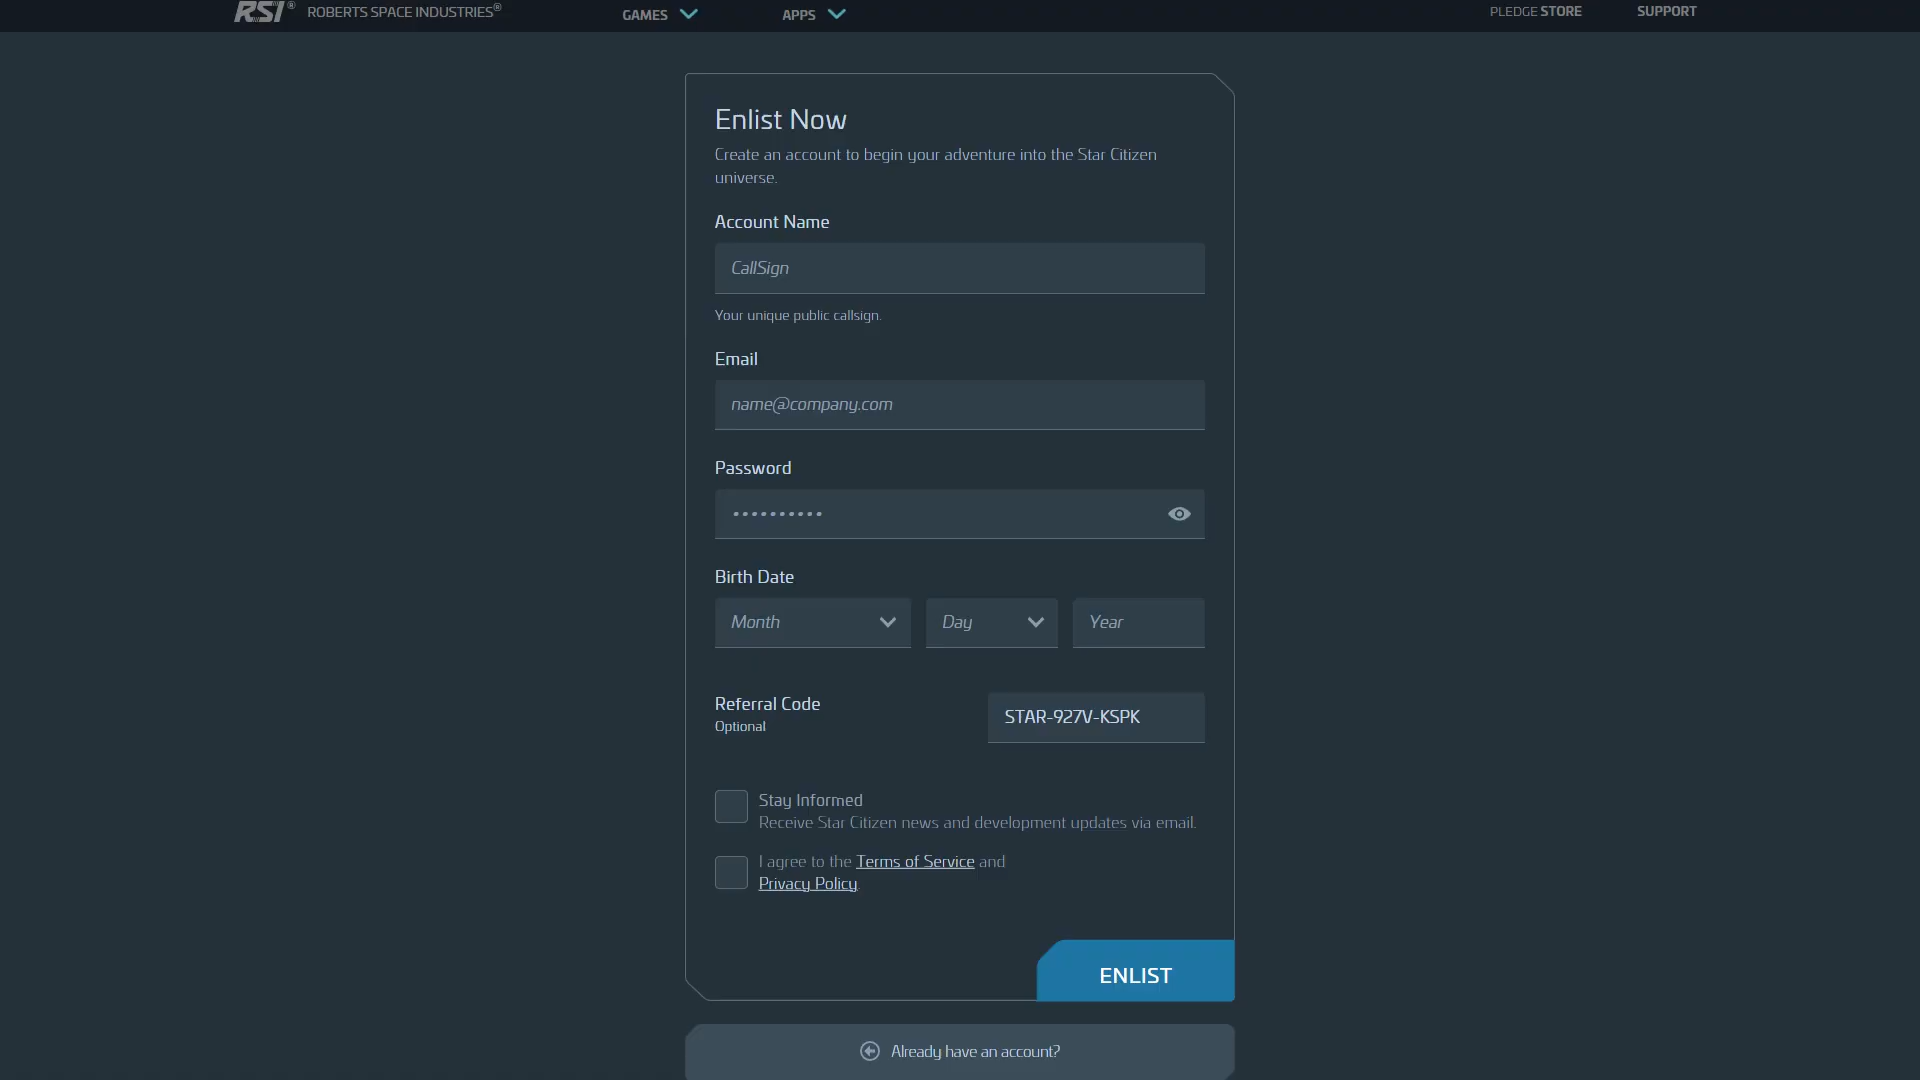 RSI® ROBERTS SPACE INDUSTRIES®
GAMES
APPS
PLEDGE STORE
SUPPORT
Enlist Now
Create an account to begin your adventure into the Star Citizen
universe.
Account Name
CallSign
Your unique public callsign.
Email
name@company.com
Password
••••••••••
Birth Date
Month
Day
Year
Referral Code
Optional
STAR-927V-KSPK
Stay Informed
Receive Star Citizen news and development updates via email.
I agree to the Terms of Service and
Privacy Policy.
ENLIST
Already have an account?